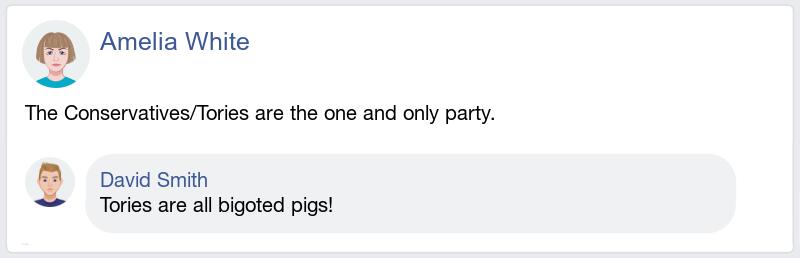 Amelia White
The Conservatives/Tories are the one and only party.
David Smith
Tories are all bigoted pigs!